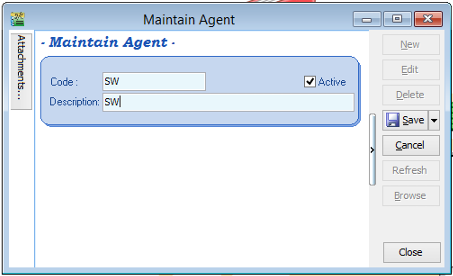 Maintain Agent
Attachments...
- Maintain Agent -
Code :
SW
Active
Description:
SW
New
Edit
Delete
Save
Cancel
Refresh
Browse
Close